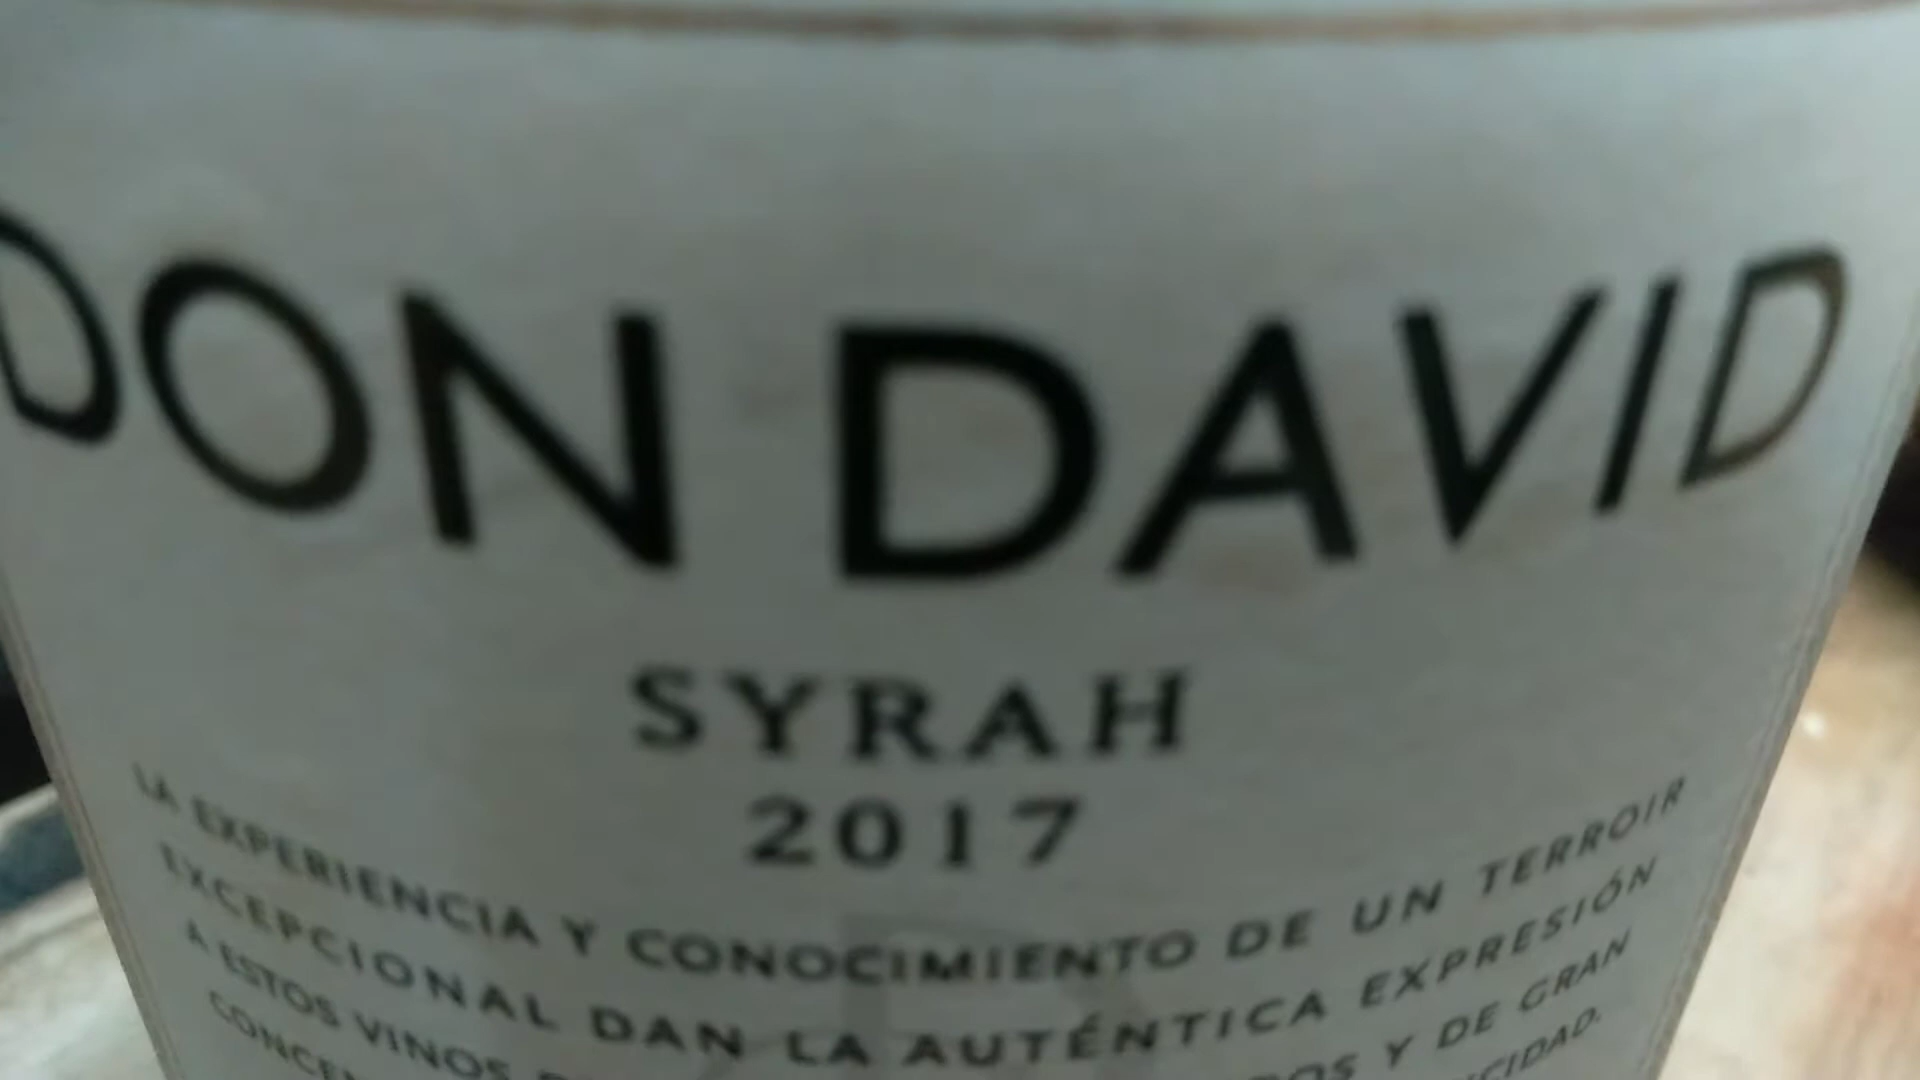 DON DAVID
SYRAH
2017
LA EXPERIENCIA Y CONOCIMIENTO DE UN TERROIR
EXCEPCIONAL DAN LA AUTÉNTICA EXPRESIÓN
A ESTOS VINOS Y DE GRAN